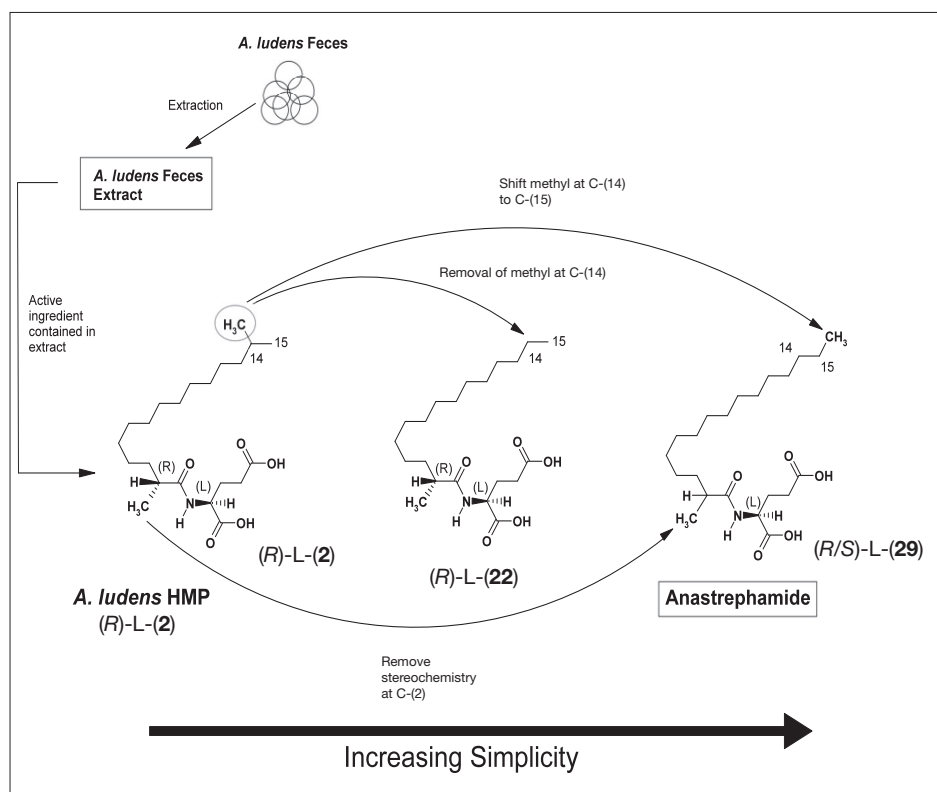 A. ludens Feces
Extraction
A. ludens Feces
Extract
Shift methyl at C-(14)
to C-(15)
Removal of methyl at C-(14)
Active
ingredient
contained in
extract
H₃C
15
14
15
14
CH₃
14
15
(R)
O
O
OH
H
(L)
H₃C
N
H
H
O
OH
(R)-L-(2)
(R)
O
O
OH
H
(L)
H₃C
N
H
H
O
OH
(R)-L-(22)
O
O
OH
H
(L)
H₃C
N
H
H
O
OH
(R/S)-L-(29)
A. ludens HMP
(R)-L-(2)
Anastrephamide
Remove
stereochemistry
at C-(2)
Increasing Simplicity